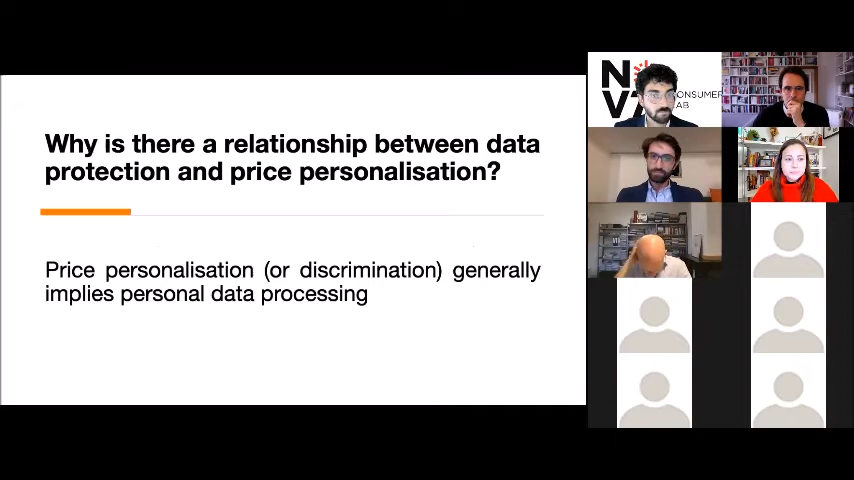 Why is there a relationship between data
protection and price personalisation?
Price personalisation (or discrimination) generally
implies personal data processing
N
V
ONSUMER
AB